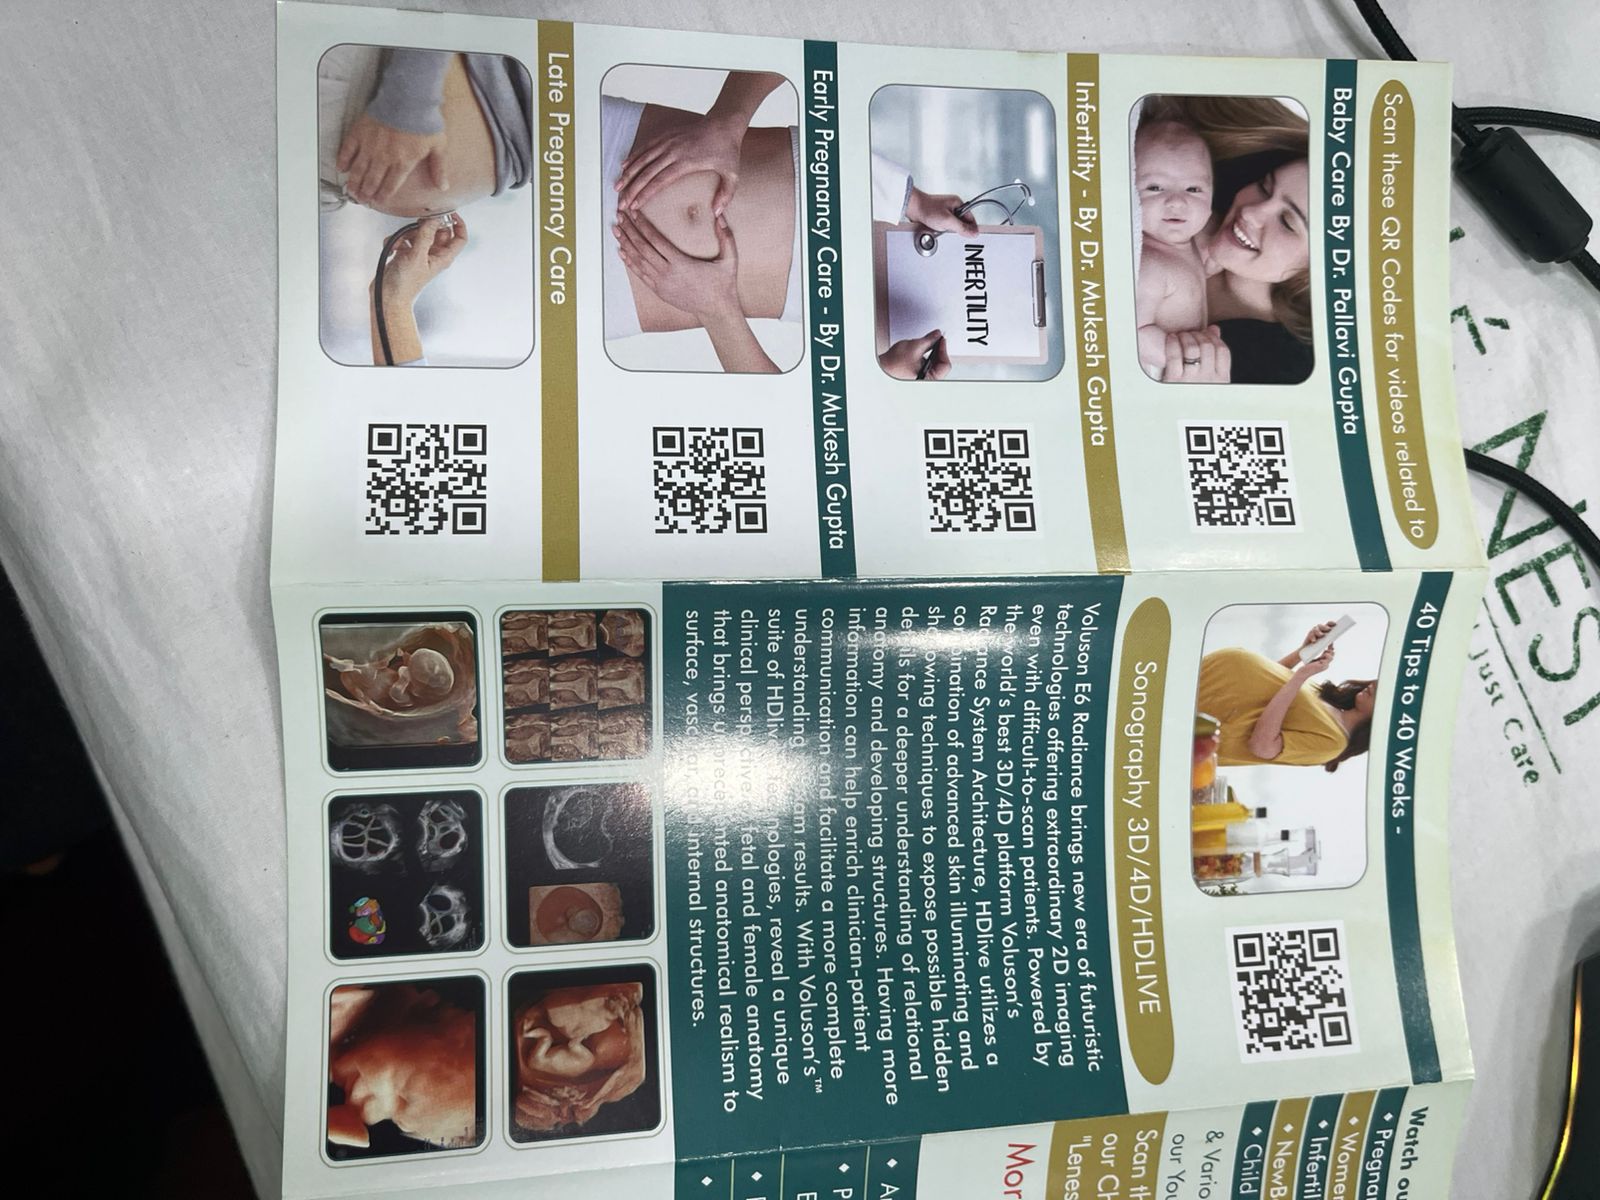 Scan these QR Codes for videos related to
Baby Care By Dr. Pallavi Gupta
Infertility - By Dr. Mukesh Gupta
INFERTILITY
Early Pregnancy Care - By Dr. Mukesh Gupta
Late Pregnancy Care
40 Tips to 40 Weeks -
Sonography 3D/4D/HDLIVE
Voluson E6 Radiance brings new era of futuristic
technologies offering extraordinary 2D imaging
even with difficult-to-scan patients. Powered by
the world's best 3D/4D platform Voluson's
Radiance System Architecture, HDlive utilizes a
combination of advanced skin illuminating and
shadowing techniques to expose possible hidden
details for a deeper understanding of relational
anatomy and developing structures. Having more
information can help enrich clinician-patient
communication and facilitate a more complete
understanding exam results. With Voluson's™
suite of HDlive technologies, reveal a unique
clinical perspective fetal and female anatomy
that brings unprecedented anatomical realism to
surface, vascular, and internal structures.
Watch ou
♦ Pregna
♦ Women
♦ Infertil
♦ NewB
♦ Child
& Vario
our You
Scan th
our Ch
"Lenes
Mor
NEST
Just Care